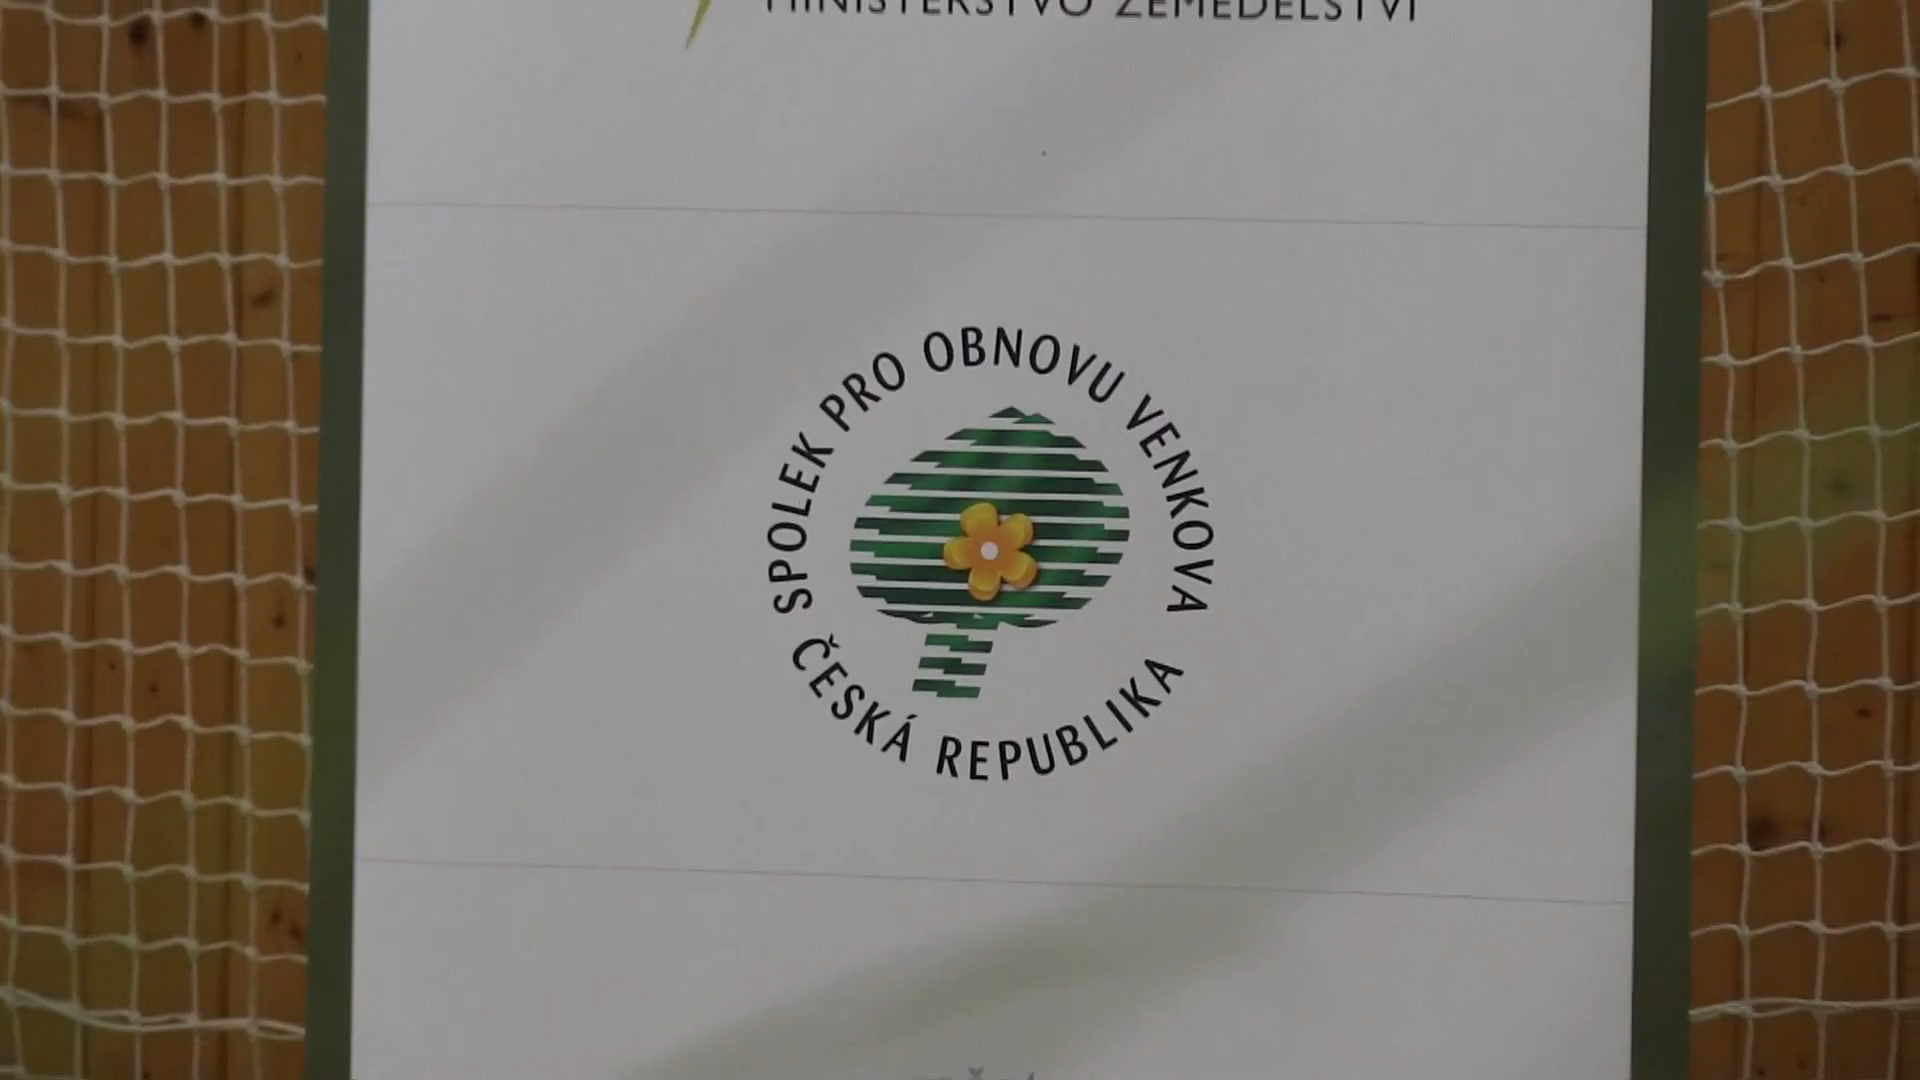 MINISTERSTVO ZEMĚDĚLSTVÍ
SPOLEK PRO OBNOVU VENKOVA
ČESKÁ REPUBLIKA